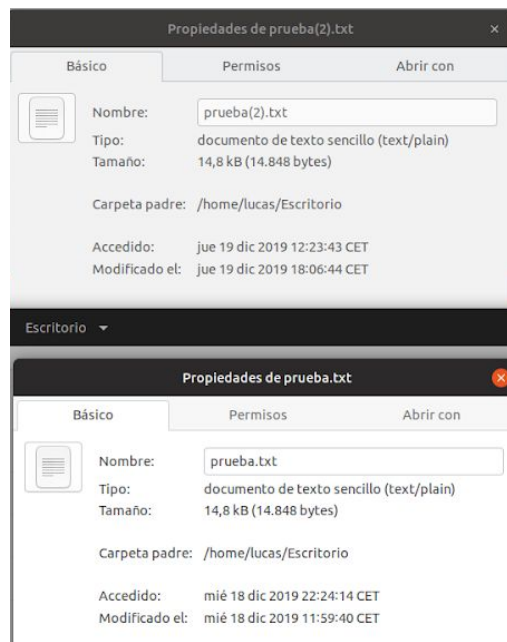 Propiedades de prueba(2).txt
Básico Permisos Abrir con
Nombre: prueba(2).txt
Tipo: documento de texto sencillo (text/plain)
Tamaño: 14,8 kB (14.848 bytes)
Carpeta padre: /home/lucas/Escritorio
Accedido: jue 19 dic 2019 12:23:43 CET
Modificado el: jue 19 dic 2019 18:06:44 CET
Escritorio
Propiedades de prueba.txt
Básico Permisos Abrir con
Nombre: prueba.txt
Tipo: documento de texto sencillo (text/plain)
Tamaño: 14,8 kB (14.848 bytes)
Carpeta padre: /home/lucas/Escritorio
Accedido: mié 18 dic 2019 22:24:14 CET
Modificado el: mié 18 dic 2019 11:59:40 CET